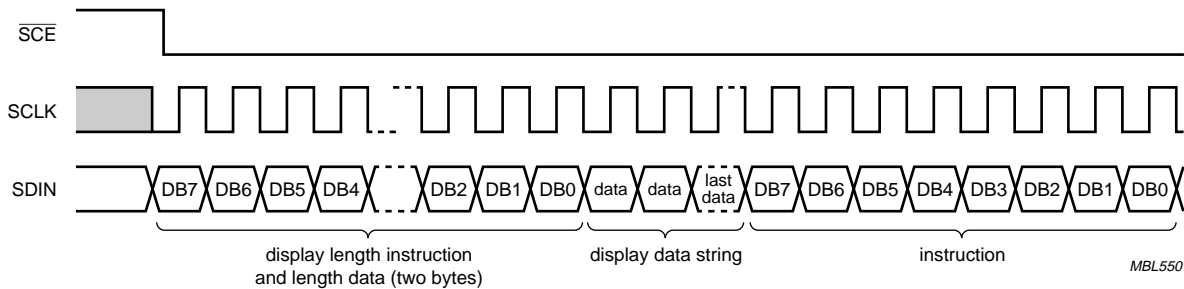 SCE
SCLK
SDIN
DB7 DB6 DB5 DB4 DB2 DB1 DB0 data data last data DB7 DB6 DB5 DB4 DB3 DB2 DB1 DB0
display length instruction
and length data (two bytes)
display data string
instruction
MBL550